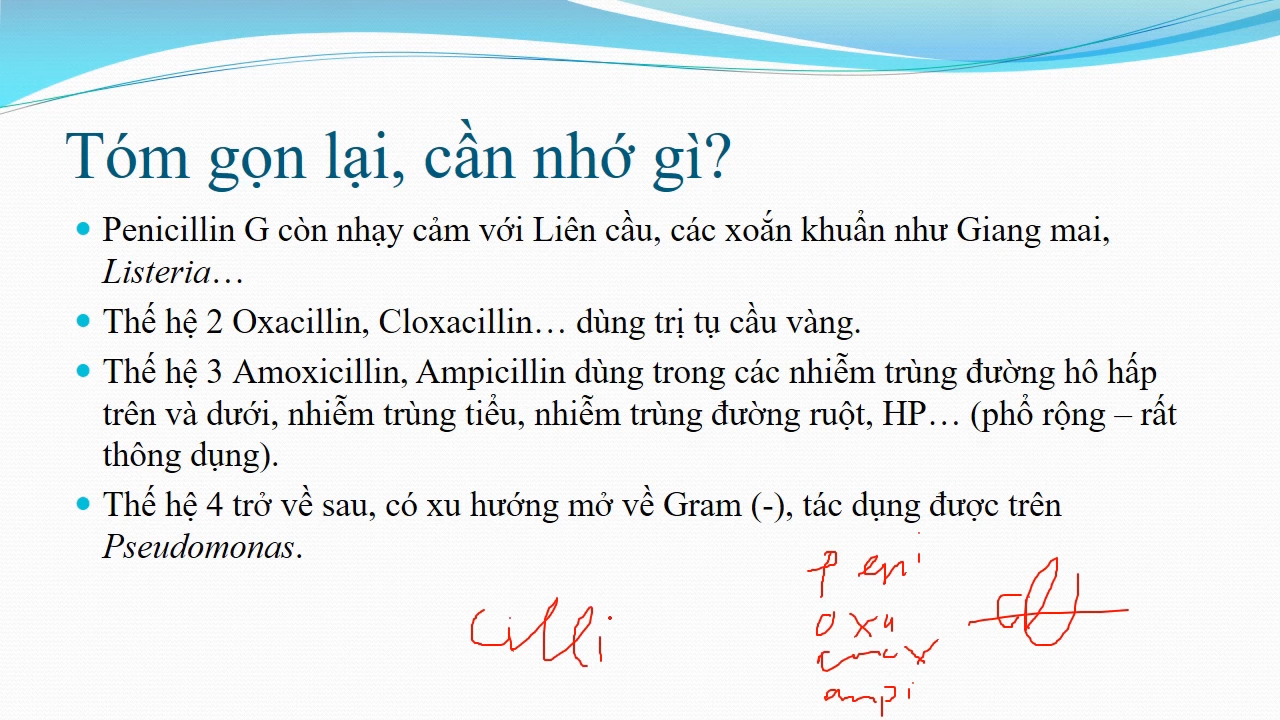 Tóm gọn lại, cần nhớ gì?
Penicillin G còn nhạy cảm với Liên cầu, các xoắn khuẩn như Giang mai,
Listeria…
Thế hệ 2 Oxacillin, Cloxacillin… dùng trị tụ cầu vàng.
Thế hệ 3 Amoxicillin, Ampicillin dùng trong các nhiễm trùng đường hô hấp
trên và dưới, nhiễm trùng tiểu, nhiễm trùng đường ruột, HP… (phổ rộng – rất
thông dụng).
Thế hệ 4 trở về sau, có xu hướng mở về Gram (-), tác dụng được trên
Pseudomonas.
peni
cilli
oxa
ampi